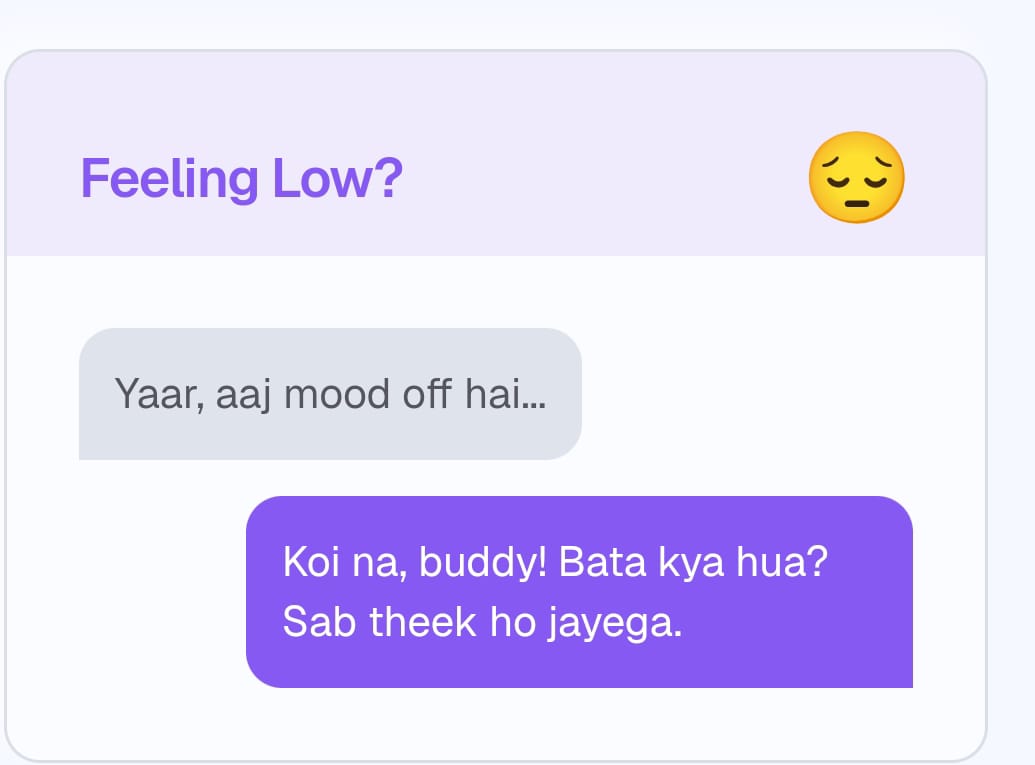 Feeling Low?
Yaar, aaj mood off hai...
Koi na, buddy! Bata kya hua?
Sab theek ho jayega.